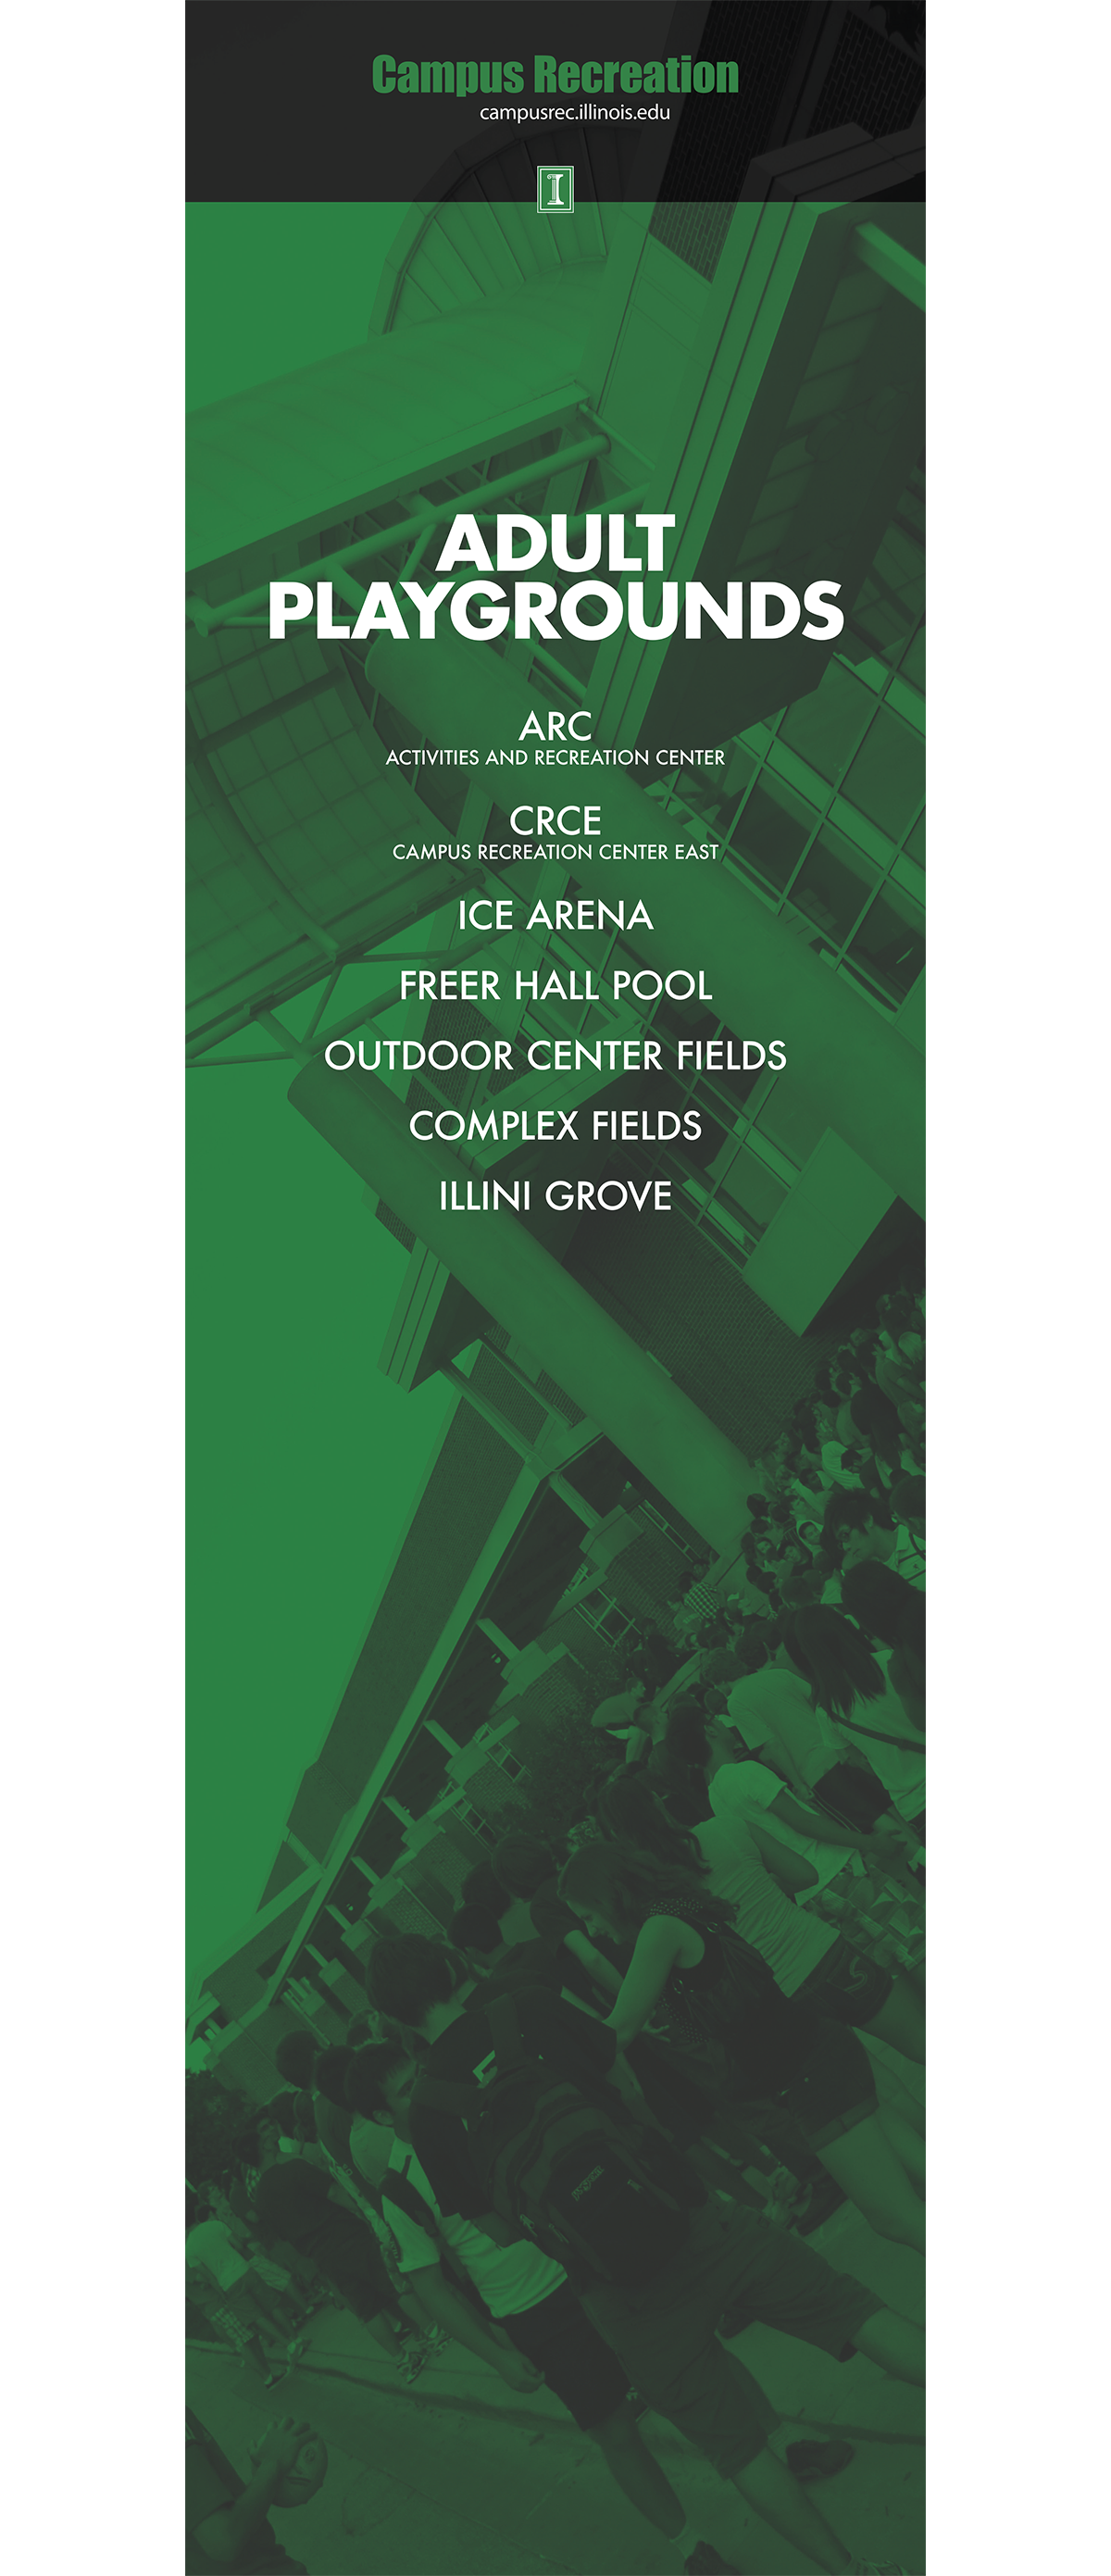 Campus Recreation
campusrec.illinois.edu
I
ADULT
PLAYGROUNDS
ARC
ACTIVITIES AND RECREATION CENTER
CRCE
CAMPUS RECREATION CENTER EAST
ICE ARENA
FREER HALL POOL
OUTDOOR CENTER FIELDS
COMPLEX FIELDS
ILLINI GROVE
JANSPORT